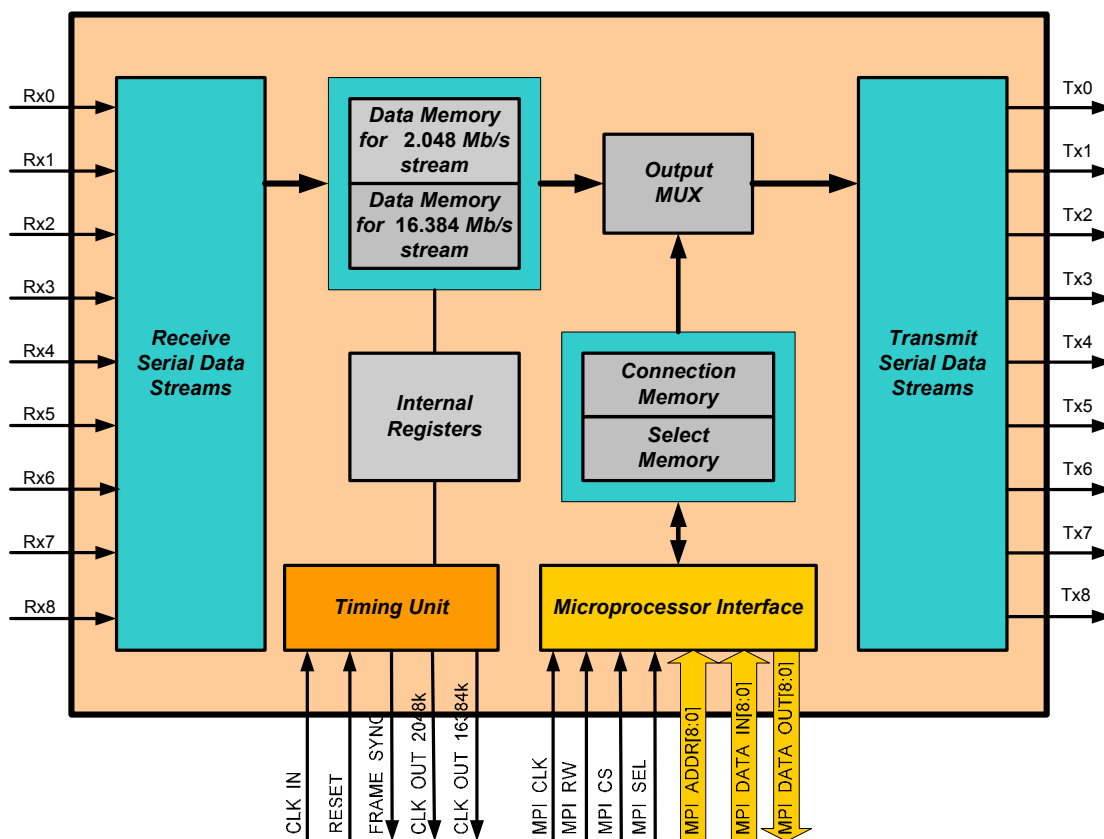 Rx0
Rx1
Rx2
Rx3
Rx4
Rx5
Rx6
Rx7
Rx8
Receive
Serial Data
Streams
Data Memory
for 2.048 Mb/s
stream
Data Memory
for 16.384 Mb/s
stream
Internal
Registers
Timing Unit
Output
MUX
Connection
Memory
Select
Memory
Microprocessor Interface
Transmit
Serial Data
Streams
Tx0
Tx1
Tx2
Tx3
Tx4
Tx5
Tx6
Tx7
Tx8
CLK IN
RESET
FRAME SYNC
CLK OUT 2048k
CLK OUT 16384k
MPI CLK
MPI RW
MPI CS
MPI SEL
MPI ADDR[8:0]
MPI DATA IN[8:0]
MPI DATA OUT[8:0]